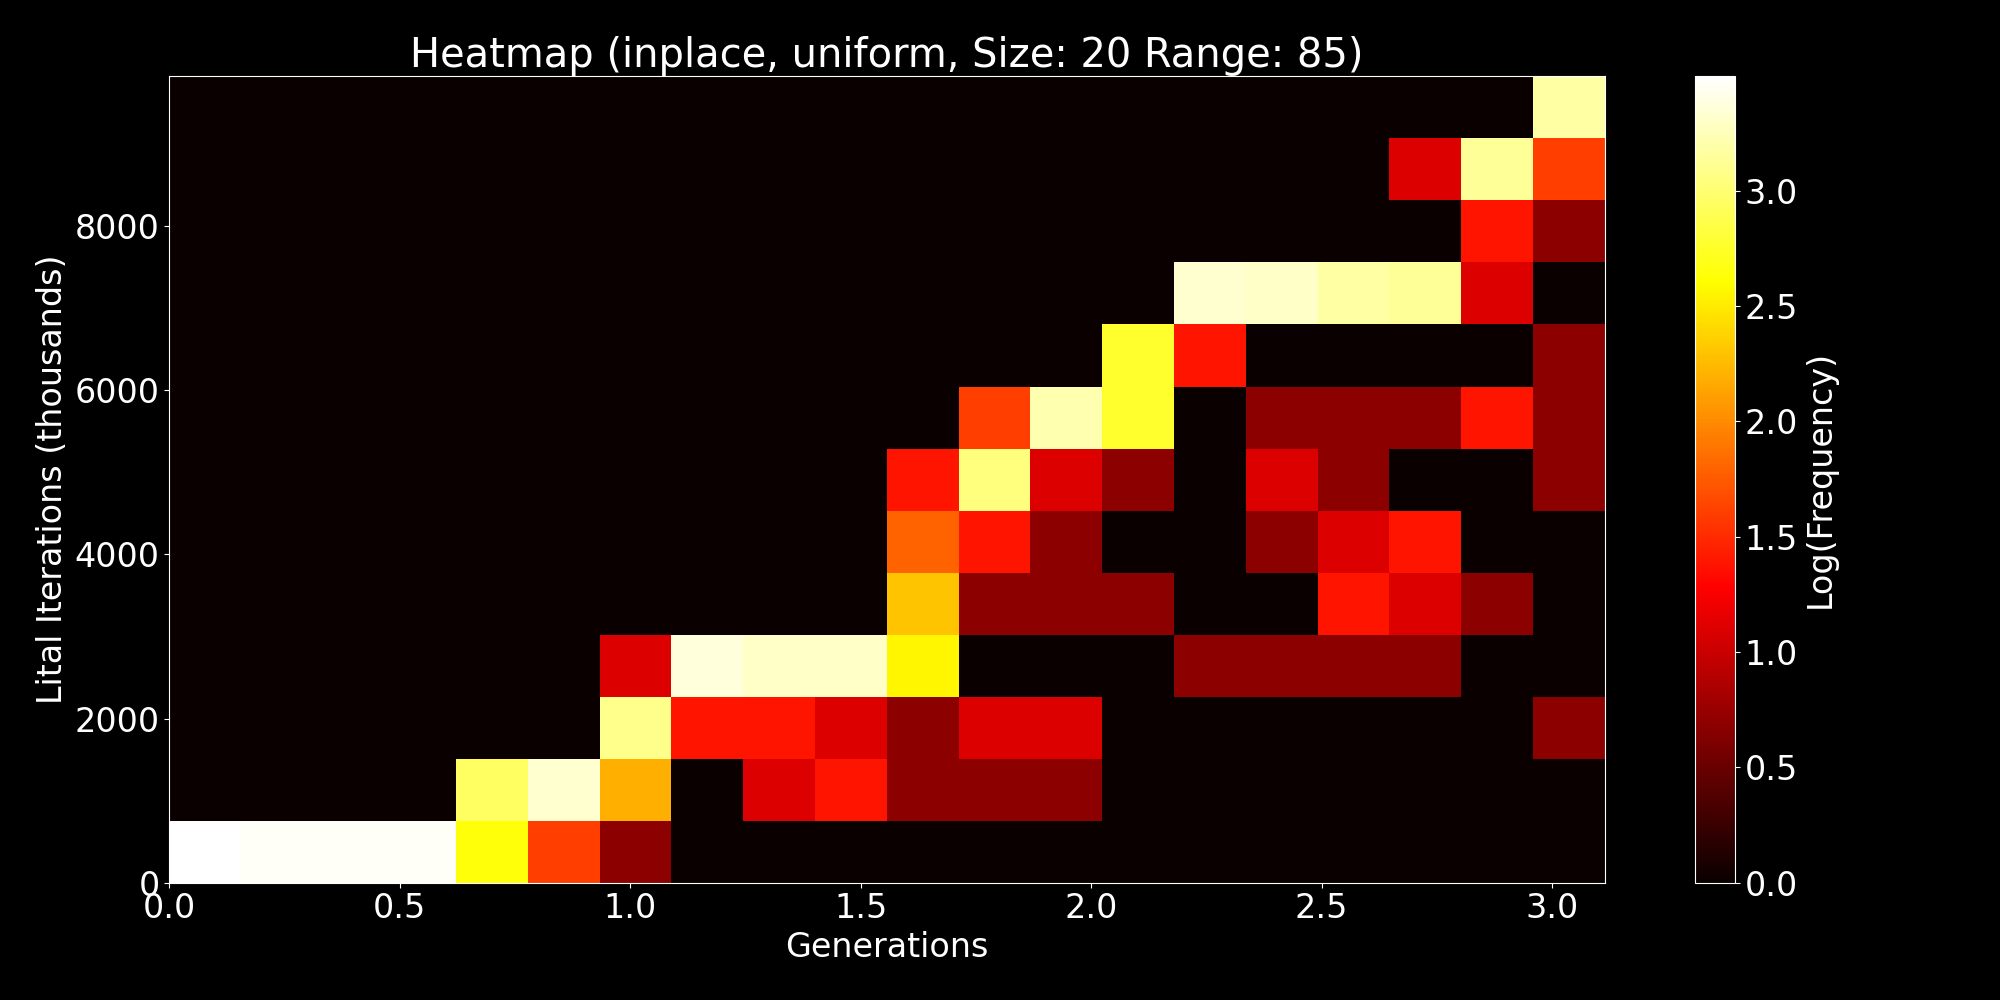 Heatmap (inplace, uniform, Size: 20 Range: 85)
Lital Iterations (thousands)
8000
6000
4000
2000
0
0.0 0.5 1.0 1.5 2.0 2.5 3.0
Generations
3.0
2.5
2.0
1.5
1.0
0.5
0.0
Log(Frequency)